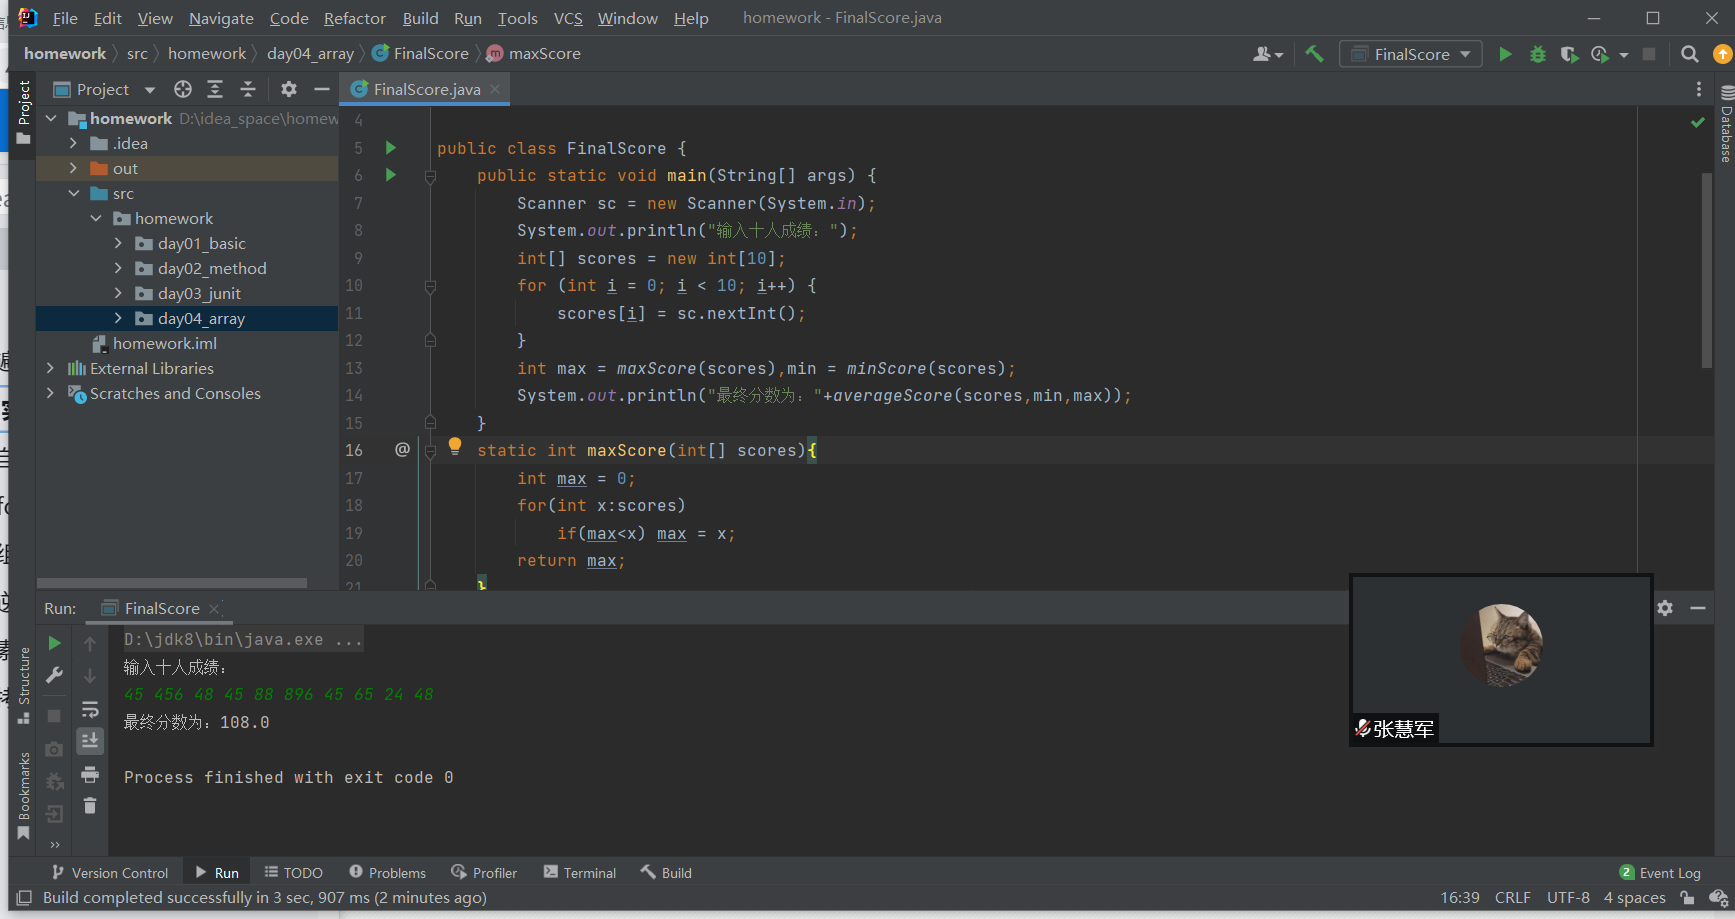 File Edit View Navigate Code Refactor Build Run Tools VCS Window Help homework - FinalScore.java
homework src homework day04_array FinalScore maxScore
FinalScore
Project
FinalScore.java
Project
Database
homework D:\idea_space\homew
.idea
out
src
homework
day01_basic
day02_method
day03_junit
day04_array
homework.iml
External Libraries
Scratches and Consoles
4
5 public class FinalScore {
6 public static void main(String[] args) {
7 Scanner sc = new Scanner(System.in);
8 System.out.println("输入十人成绩：");
9 int[] scores = new int[10];
10 for (int i = 0; i < 10; i++) {
11 scores[i] = sc.nextInt();
12 }
13 int max = maxScore(scores),min = minScore(scores);
14 System.out.println("最终分数为："+averageScore(scores,min,max));
15 }
16 @ static int maxScore(int[] scores){
17 int max = 0;
18 for(int x:scores)
19 if(max<x) max = x;
20 return max;
21 }
Run: FinalScore
Structure
Bookmarks
D:\jdk8\bin\java.exe ...
输入十人成绩：
45 456 48 45 88 896 45 65 24 48
最终分数为：108.0
Process finished with exit code 0
张慧军
Version Control Run TODO Problems Profiler Terminal Build 2 Event Log
Build completed successfully in 3 sec, 907 ms (2 minutes ago) 16:39 CRLF UTF-8 4 spaces